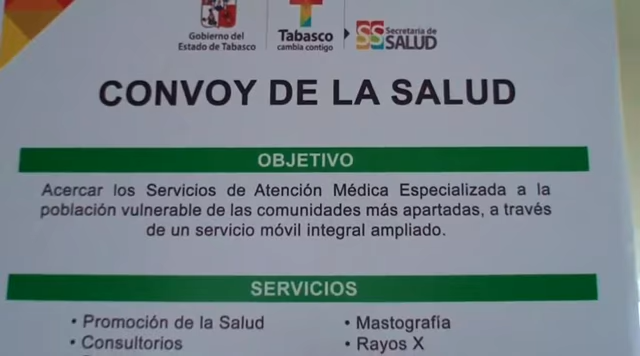 Gobierno del
Estado de Tabasco
Tabasco
cambia contigo
SS
Secretaría de
SALUD
CONVOY DE LA SALUD
OBJETIVO
Acercar los Servicios de Atención Médica Especializada a la
población vulnerable de las comunidades más apartadas, a través
de un servicio móvil integral ampliado.
SERVICIOS
• Promoción de la Salud
• Consultorios
• Mastografía
• Rayos X